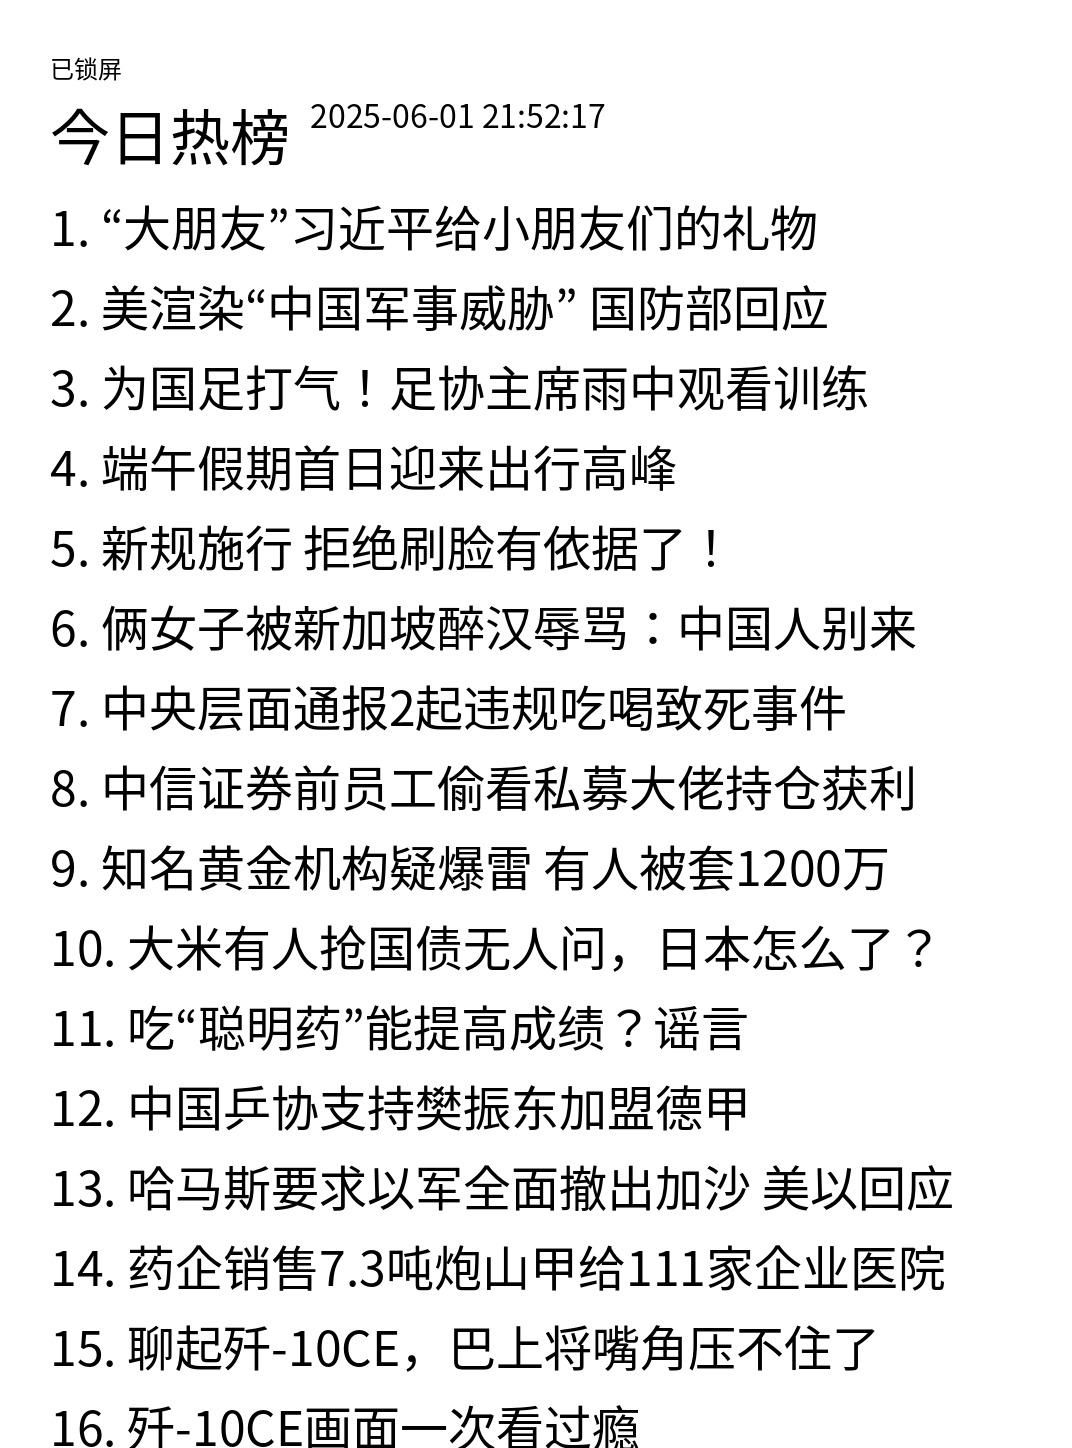 已锁屏
今日热榜 2025-06-01 21:52:17
1. “大朋友”习近平给小朋友们的礼物
2. 美渲染“中国军事威胁” 国防部回应
3. 为国足打气！足协主席雨中观看训练
4. 端午假期首日迎来出行高峰
5. 新规施行 拒绝刷脸有依据了！
6. 俩女子被新加坡醉汉辱骂：中国人别来
7. 中央层面通报2起违规吃喝致死事件
8. 中信证券前员工偷看私募大佬持仓获利
9. 知名黄金机构疑爆雷 有人被套1200万
10. 大米有人抢国债无人问，日本怎么了？
11. 吃“聪明药”能提高成绩？谣言
12. 中国乒协支持樊振东加盟德甲
13. 哈马斯要求以军全面撤出加沙 美以回应
14. 药企销售7.3吨炮山甲给111家企业医院
15. 聊起歼-10CE，巴上将嘴角压不住了
16. 歼-10CE画面一次看过瘾